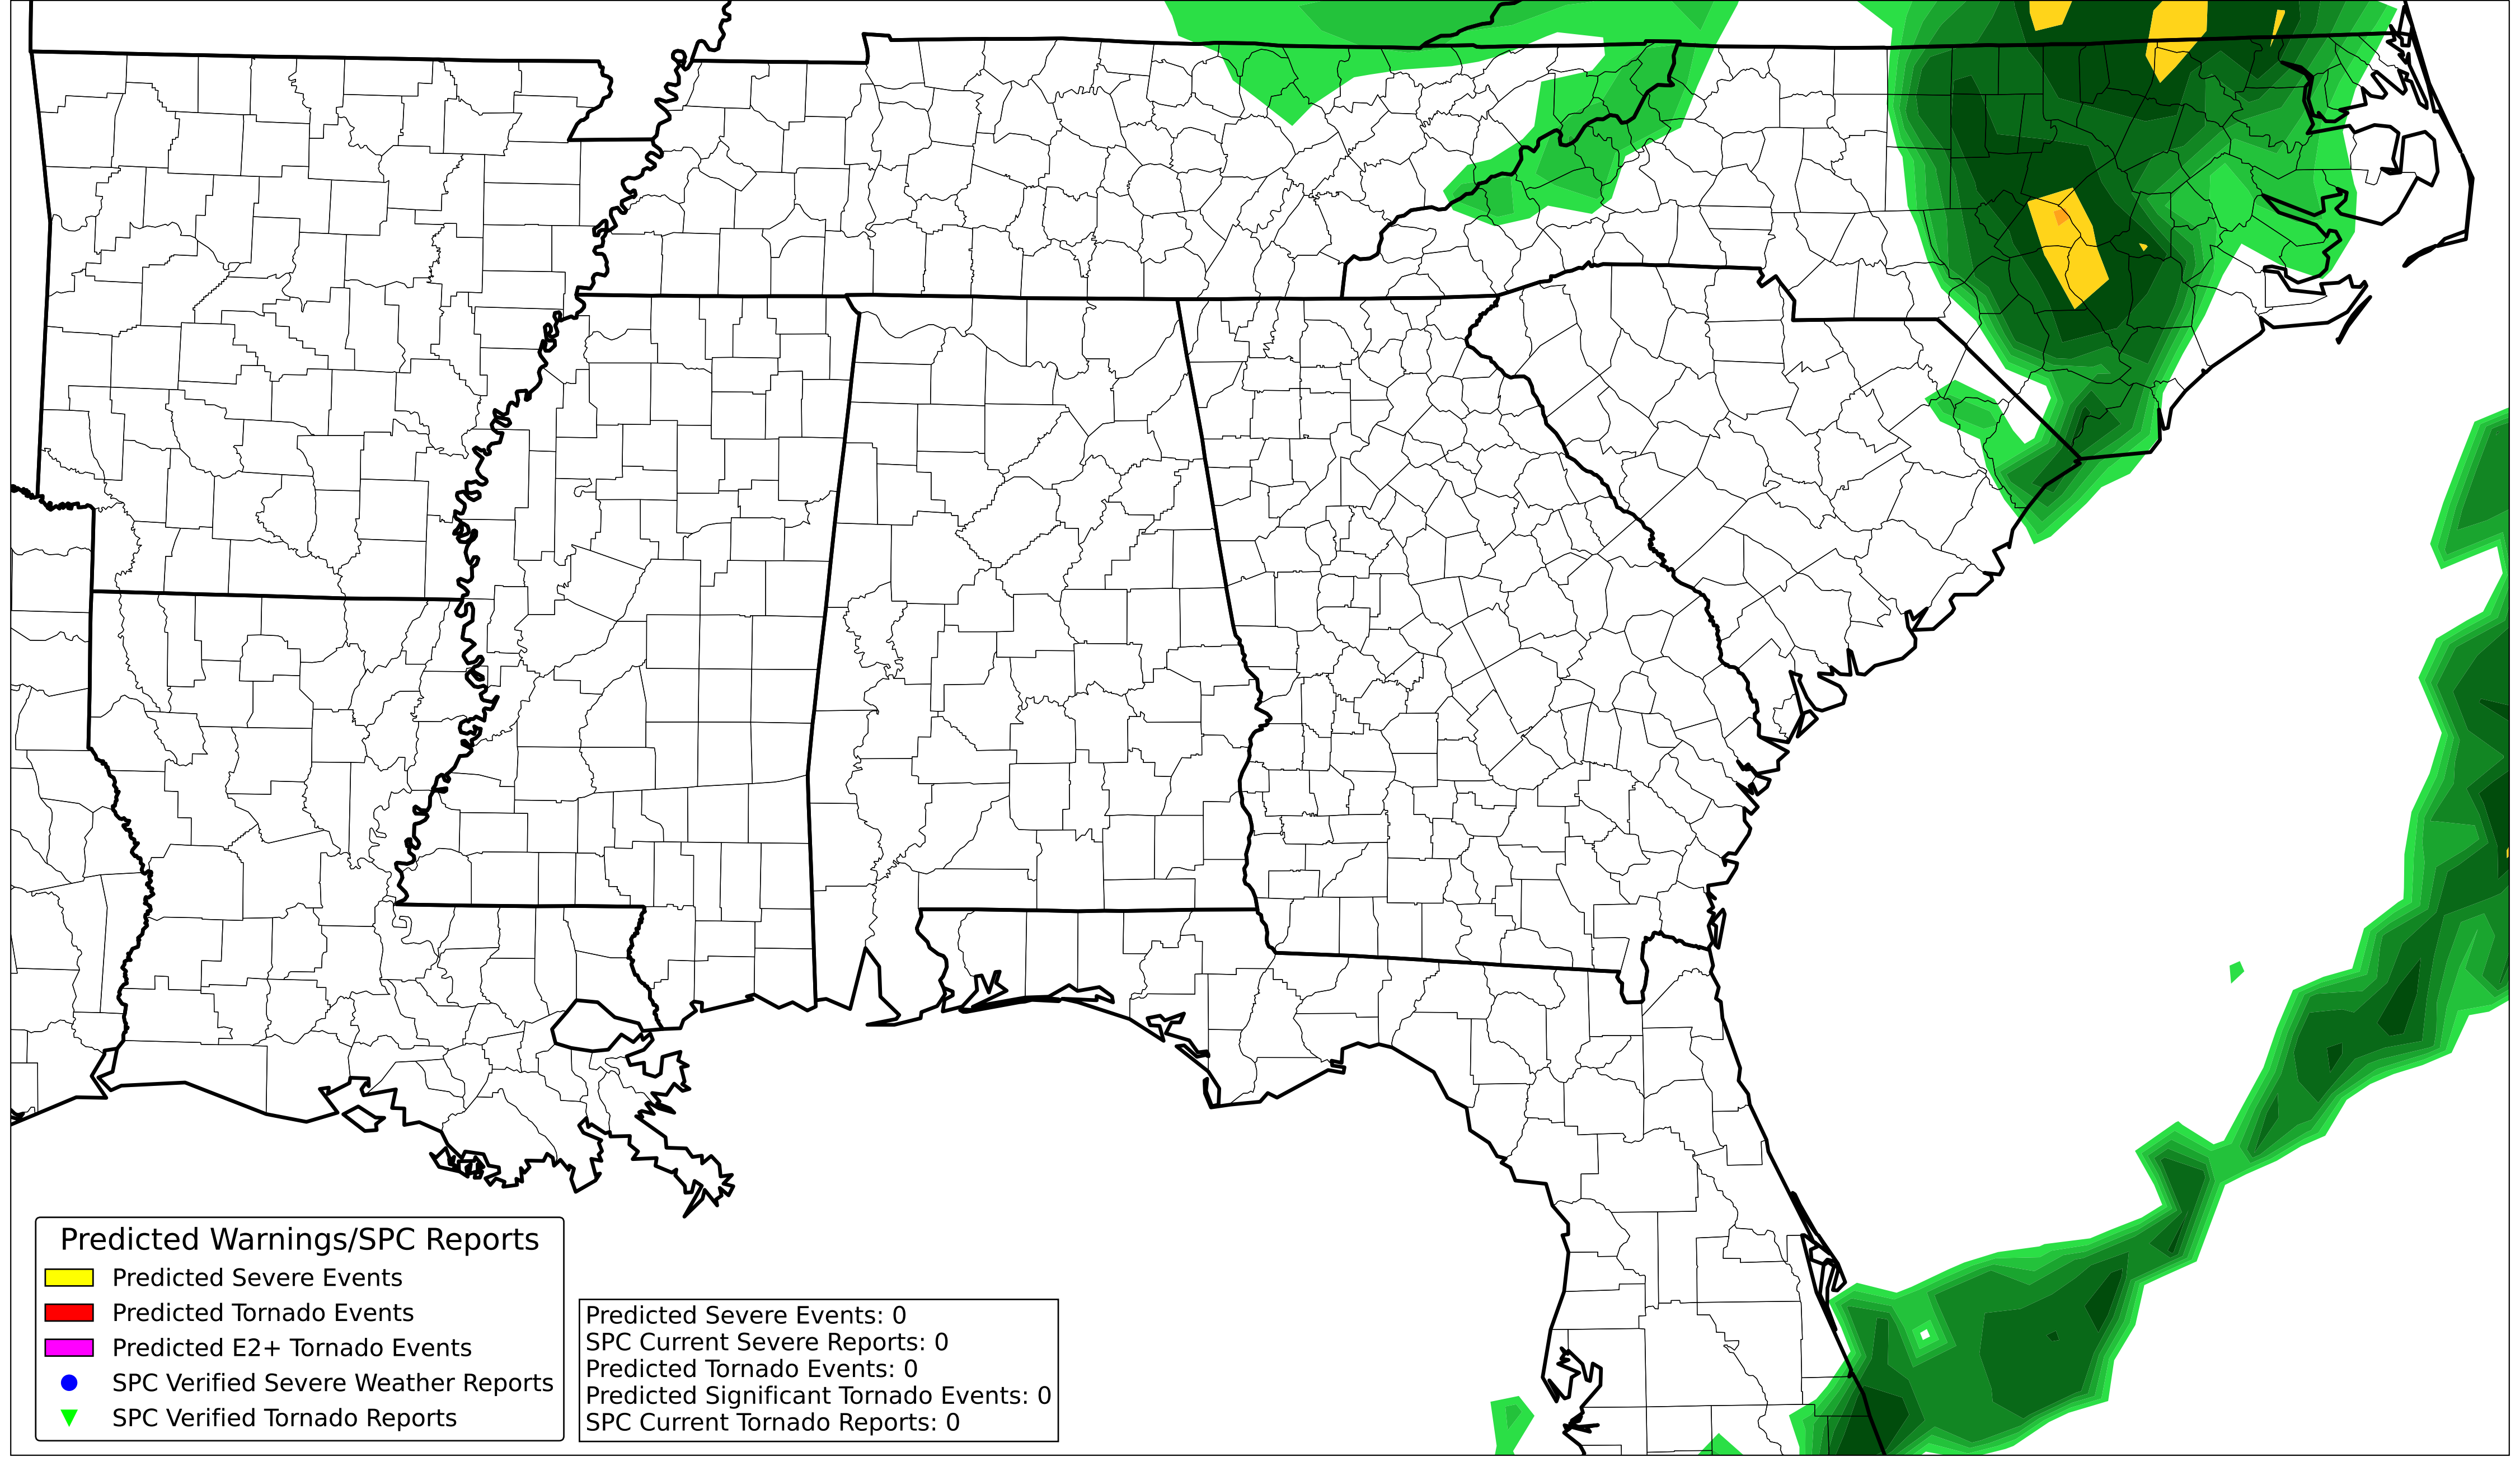 Predicted Warnings/SPC Reports
Predicted Severe Events
Predicted Tornado Events
Predicted E2+ Tornado Events
SPC Verified Severe Weather Reports
SPC Verified Tornado Reports
Predicted Severe Events: 0
SPC Current Severe Reports: 0
Predicted Tornado Events: 0
Predicted Significant Tornado Events: 0
SPC Current Tornado Reports: 0